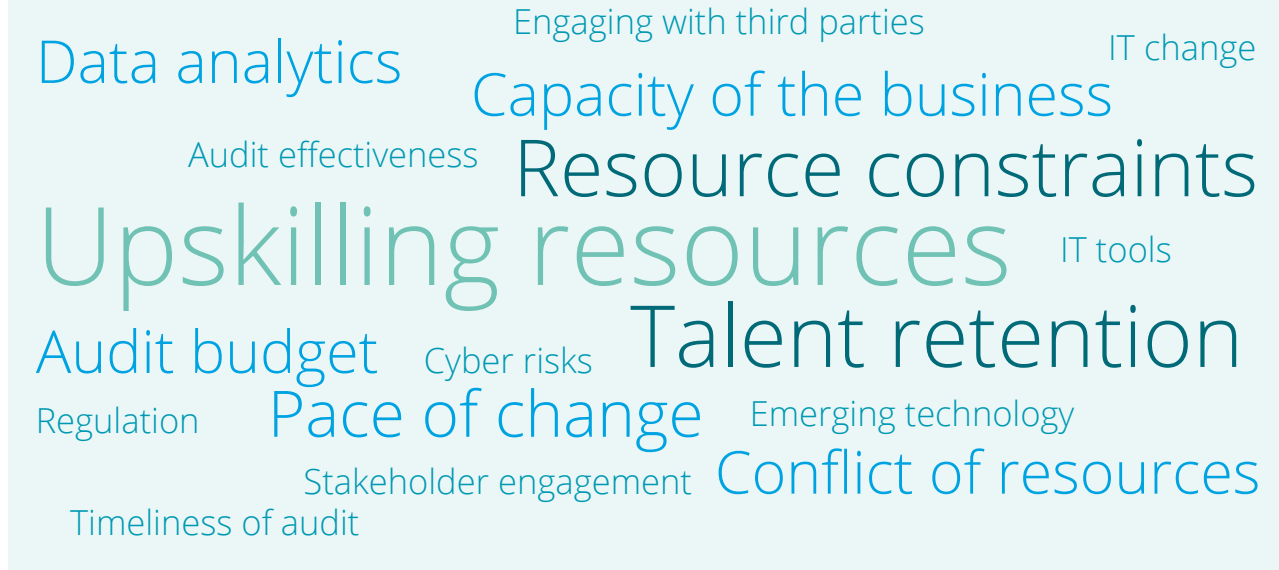 Engaging with third parties
Data analytics
IT change
Capacity of the business
Audit effectiveness
Resource constraints
Upskilling resources
IT tools
Talent retention
Audit budget
Cyber risks
Regulation
Pace of change
Emerging technology
Stakeholder engagement
Conflict of resources
Timeliness of audit